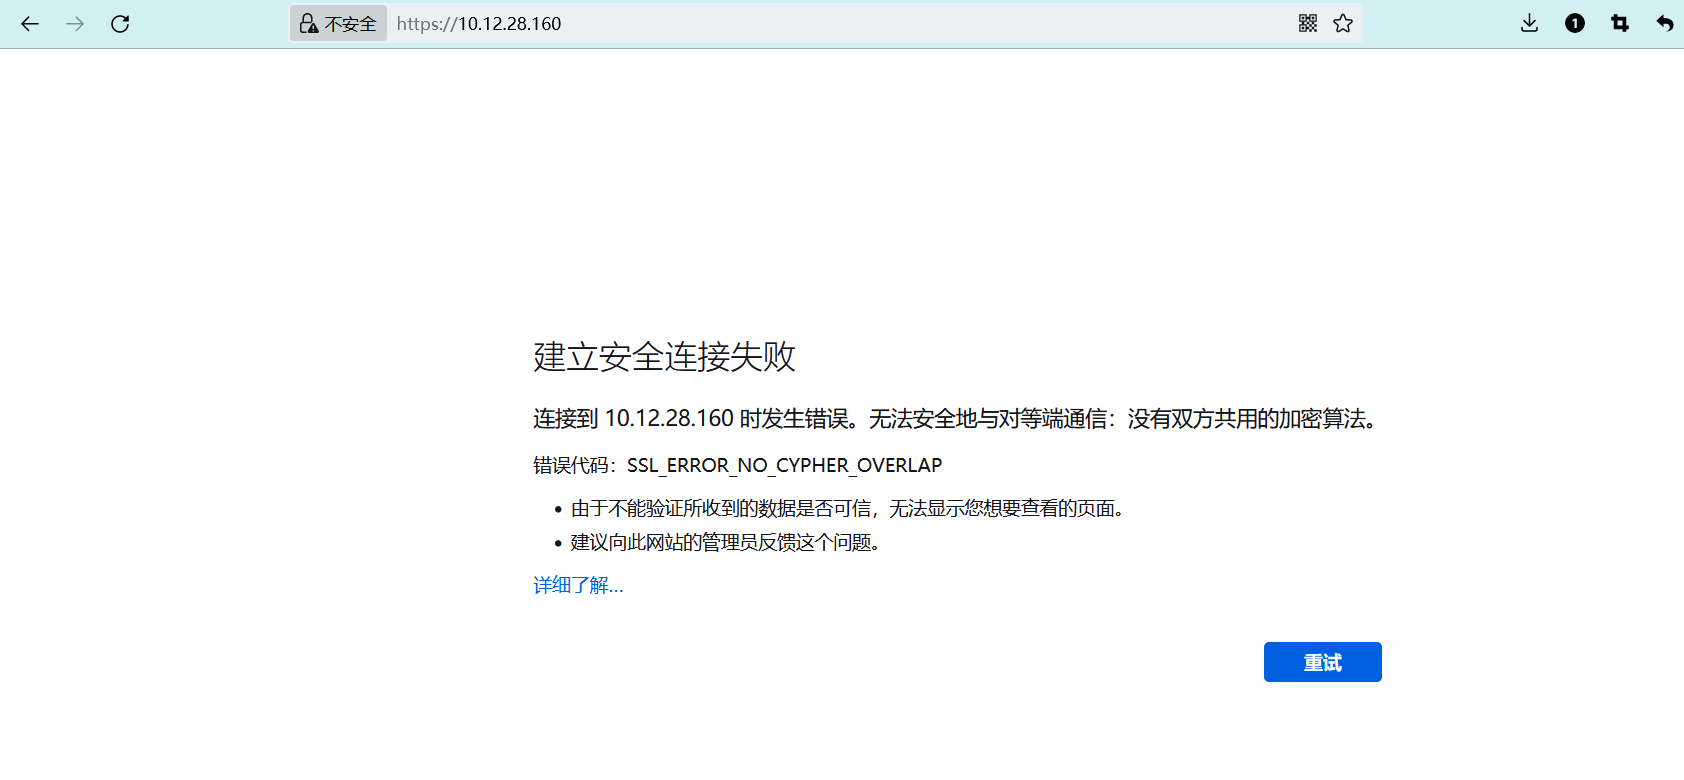 不安全 https://10.12.28.160 1
建立安全连接失败
连接到 10.12.28.160 时发生错误。无法安全地与对等端通信：没有双方共用的加密算法。
错误代码：SSL_ERROR_NO_CYPHER_OVERLAP
• 由于不能验证所收到的数据是否可信，无法显示您想要查看的页面。
• 建议向此网站的管理员反馈这个问题。
详细了解…
重试